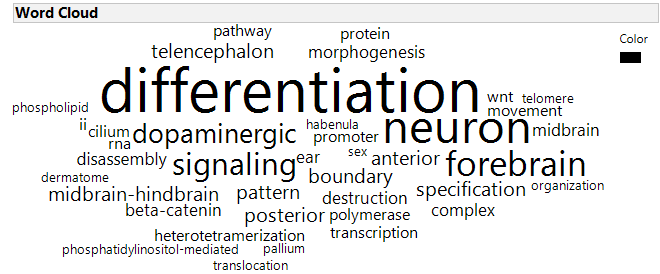 Word Cloud
Color
pathway protein
telencephalon morphogenesis
differentiation
wnt telomere
phospholipid movement
ii cilium dopaminergic habenula promoter neuron midbrain
rna
disassembly signaling ear sex anterior forebrain
dermatome boundary
midbrain-hindbrain pattern destruction specification organization
beta-catenin posterior polymerase complex
heterotetramerization transcription
phosphatidylinositol-mediated pallium
translocation